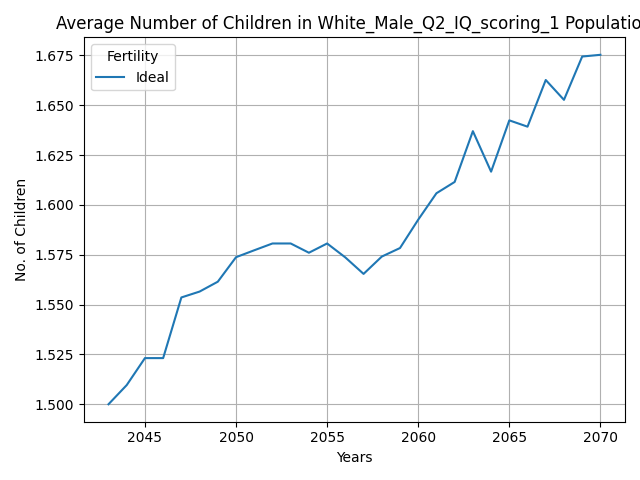 Average Number of Children in White_Male_Q2_IQ_scoring_1 Populatio
1.675
1.650
1.625
1.600
1.575
1.550
1.525
1.500
No. of Children
Fertility
Ideal
2045 2050 2055 2060 2065 2070
Years